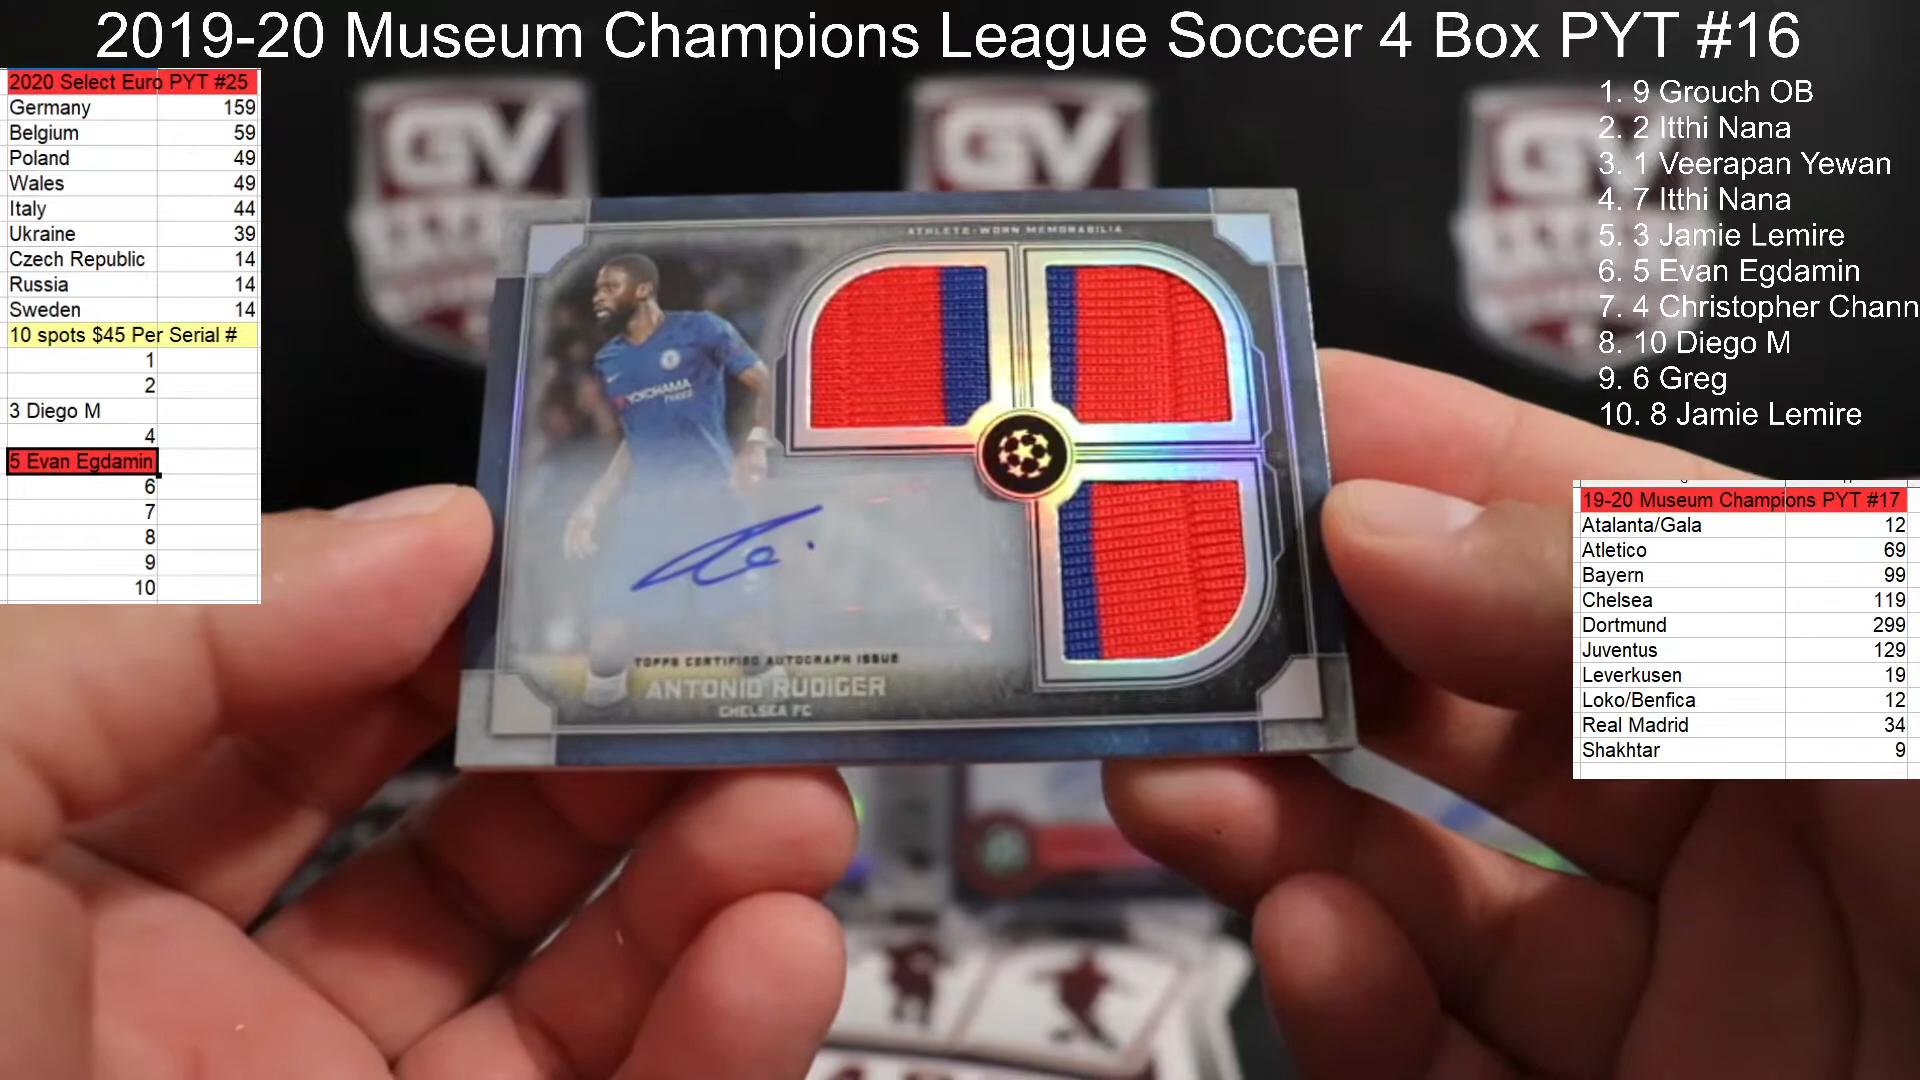 2019-20 Museum Champions League Soccer 4 Box PYT #16
2020 Select Euro PYT #25
Germany 159
Belgium 59
Poland 49
Wales 49
Italy 44
Ukraine 39
Czech Republic 14
Russia 14
Sweden 14
10 spots $45 Per Serial #
1
2
3 Diego M
4
5 Evan Egdamin
6
7
8
9
10
GV
GV
GV
ATHLETE-WORN MEMORABILIA
YOKOHAMA
TYRES
TOPPS CERTIFIED AUTOGRAPH ISSUE
ANTONIO RÜDIGER
CHELSEA FC
1. 9 Grouch OB
2. 2 Itthi Nana
3. 1 Veerapan Yewan
4. 7 Itthi Nana
5. 3 Jamie Lemire
6. 5 Evan Egdamin
7. 4 Christopher Chann
8. 10 Diego M
9. 6 Greg
10. 8 Jamie Lemire
19-20 Museum Champions PYT #17
Atalanta/Gala 12
Atletico 69
Bayern 99
Chelsea 119
Dortmund 299
Juventus 129
Leverkusen 19
Loko/Benfica 12
Real Madrid 34
Shakhtar 9